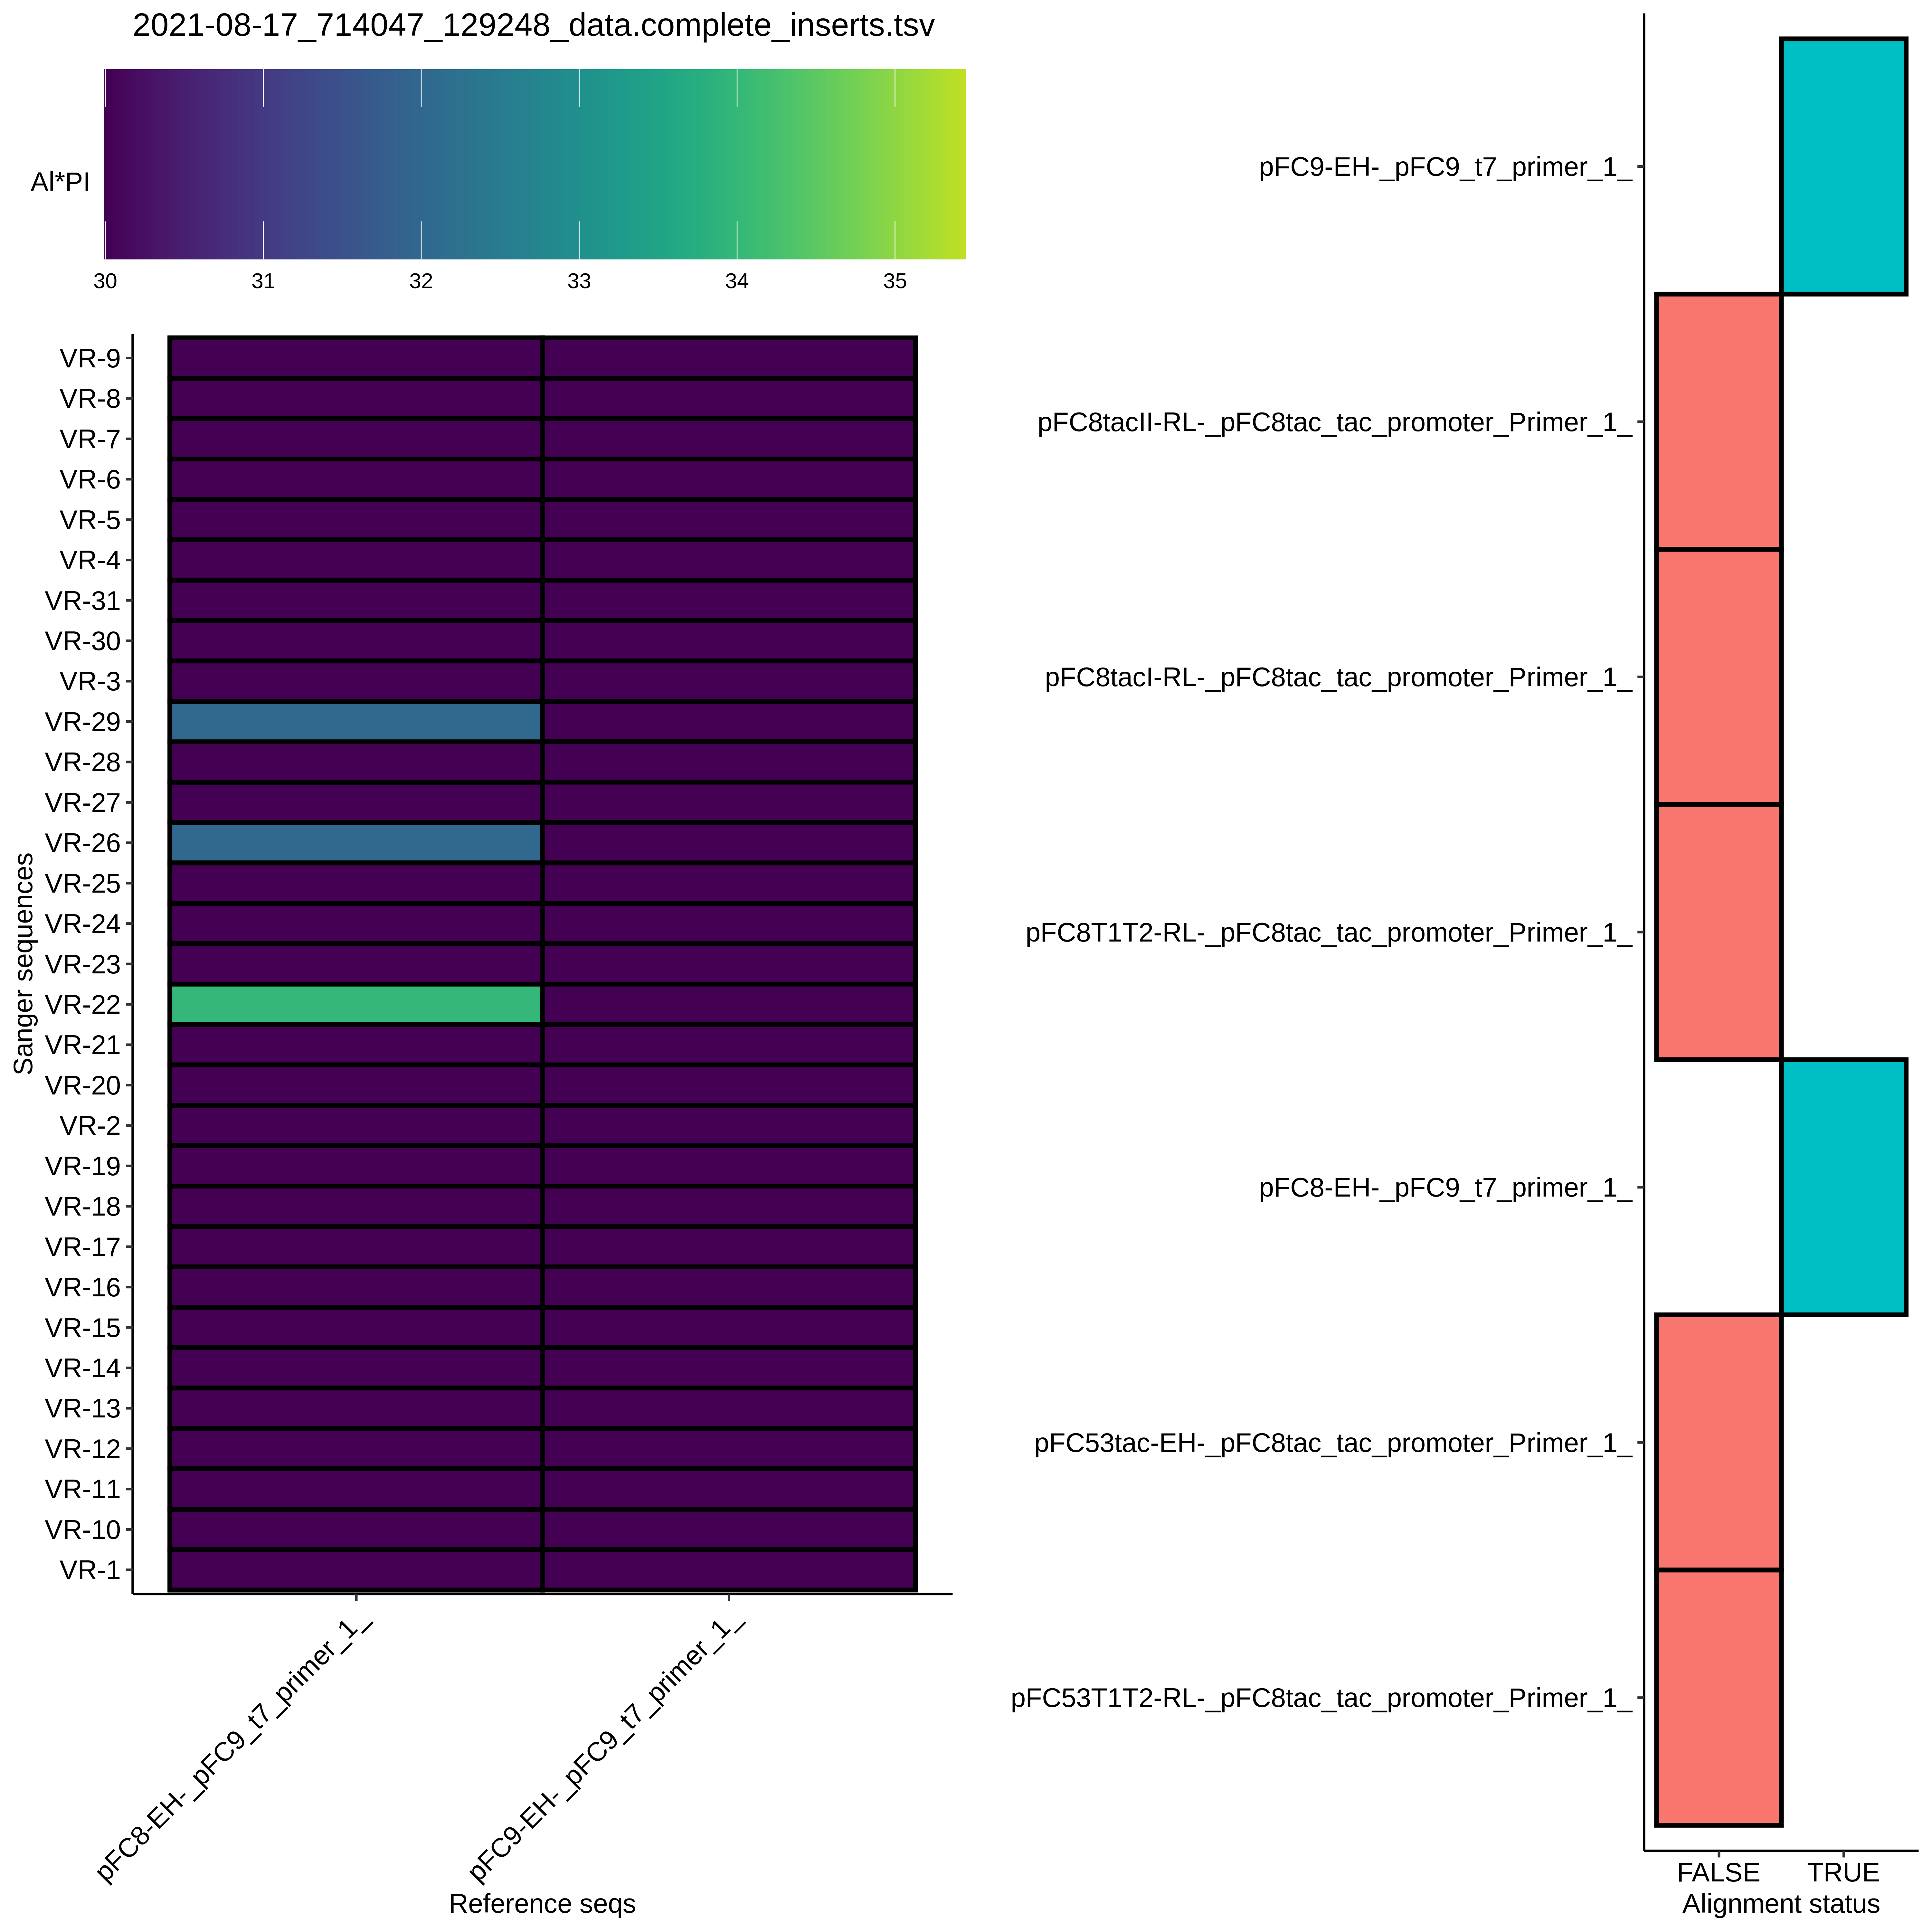 2021-08-17_714047_129248_data.complete_inserts.tsv
Al*PI
30 31 32 33 34 35
Sanger sequences
VR-9
VR-8
VR-7
VR-6
VR-5
VR-4
VR-31
VR-30
VR-3
VR-29
VR-28
VR-27
VR-26
VR-25
VR-24
VR-23
VR-22
VR-21
VR-20
VR-2
VR-19
VR-18
VR-17
VR-16
VR-15
VR-14
VR-13
VR-12
VR-11
VR-10
VR-1
pFC8-EH-_pFC9_t7_primer_1_
pFC9-EH-_pFC9_t7_primer_1_
Reference seqs
pFC9-EH-_pFC9_t7_primer_1_
pFC8tacII-RL-_pFC8tac_tac_promoter_Primer_1_
pFC8tacI-RL-_pFC8tac_tac_promoter_Primer_1_
pFC8T1T2-RL-_pFC8tac_tac_promoter_Primer_1_
pFC8-EH-_pFC9_t7_primer_1_
pFC53tac-EH-_pFC8tac_tac_promoter_Primer_1_
pFC53T1T2-RL-_pFC8tac_tac_promoter_Primer_1_
FALSE TRUE
Alignment status